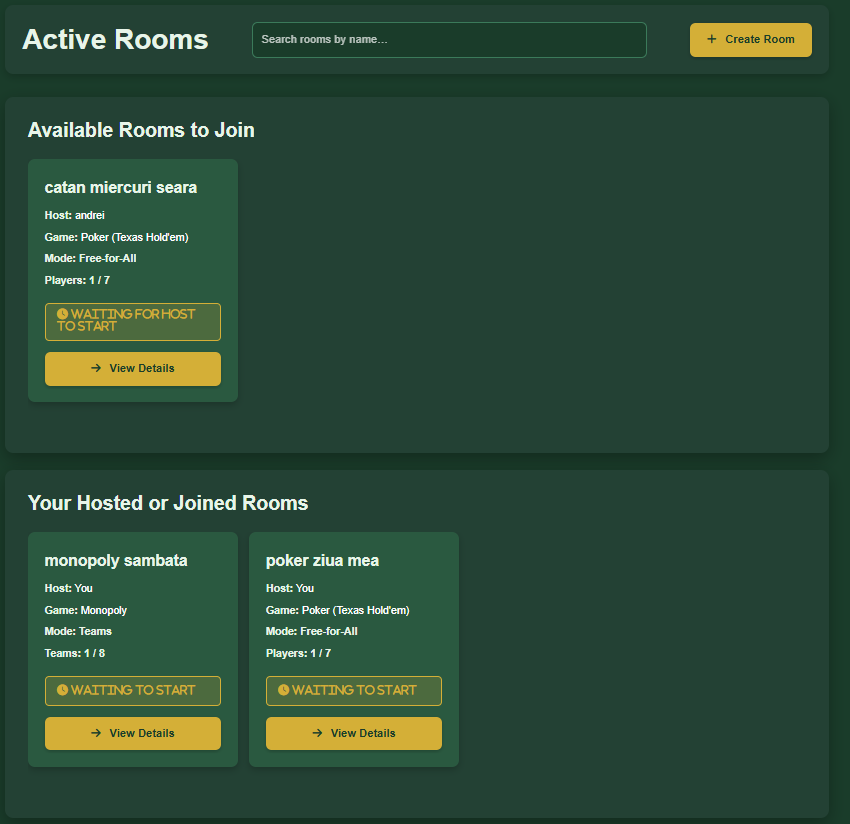 Active Rooms
Search rooms by name...
+ Create Room
Available Rooms to Join
catan miercuri seara
Host: andrei
Game: Poker (Texas Hold'em)
Mode: Free-for-All
Players: 1 / 7
WAITING FOR HOST
TO START
→ View Details
Your Hosted or Joined Rooms
monopoly sambata
Host: You
Game: Monopoly
Mode: Teams
Teams: 1 / 8
WAITING TO START
→ View Details
poker ziua mea
Host: You
Game: Poker (Texas Hold'em)
Mode: Free-for-All
Players: 1 / 7
WAITING TO START
→ View Details